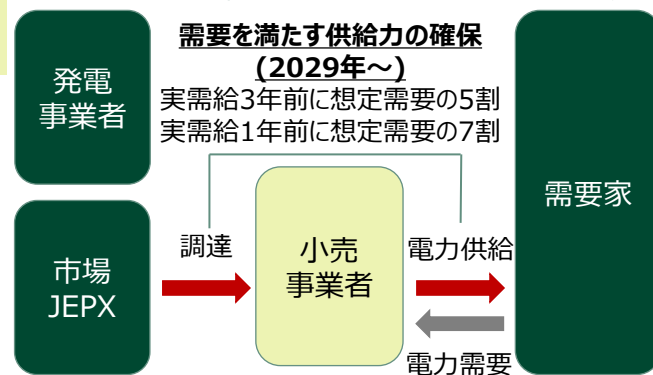 需要を満たす供給力の確保
(2029年～)
実需給3年前に想定需要の5割
実需給1年前に想定需要の7割
発電
事業者
市場
JEPX
調達
小売
事業者
電力供給
電力需要
需要家